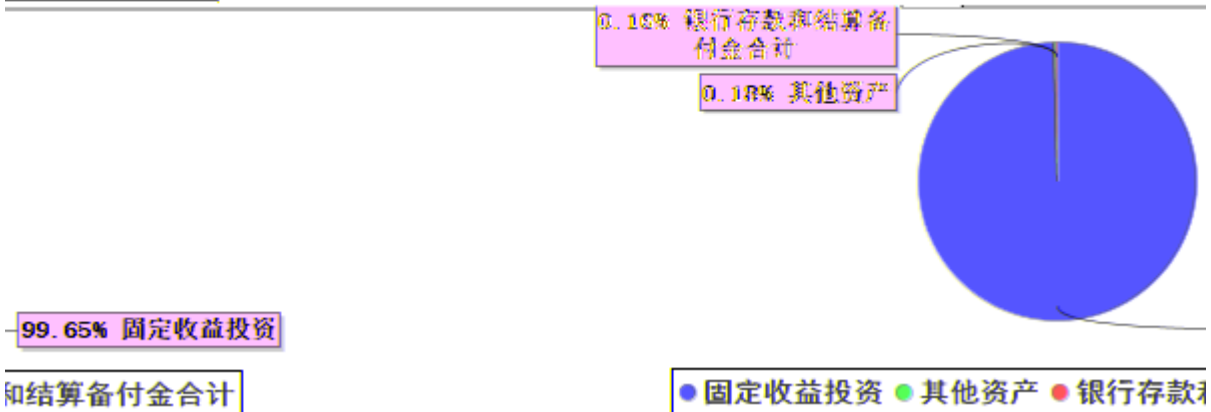 0.16% 银行存款和结算备
付金合计
0.18% 其他资产
99.65% 固定收益投资
和结算备付金合计
固定收益投资 其他资产 银行存款